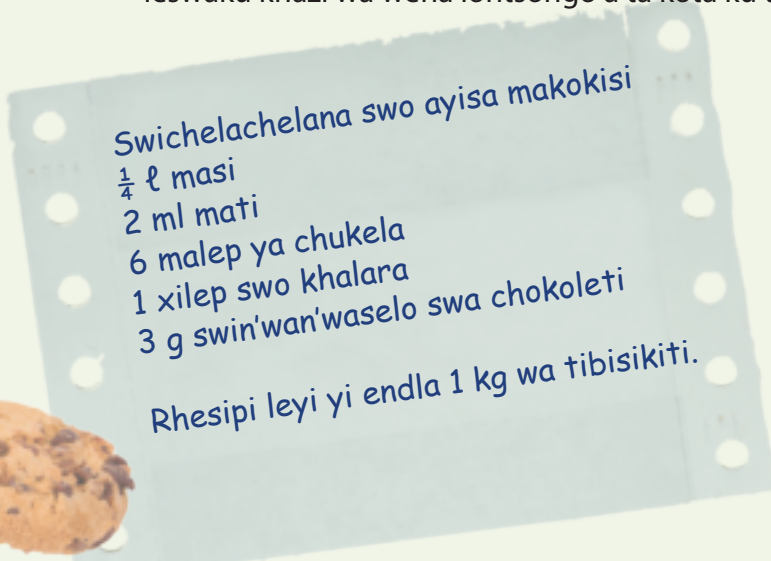 Swichelachelana swo ayisa makokisi
¼ ℓ masi
2 ml mati
6 malep ya chukela
1 xilep swo khalara
3 g swin'wan'waselo swa chokoleti
Rhesipi leyi yi endla 1 kg wa tibisikiti.